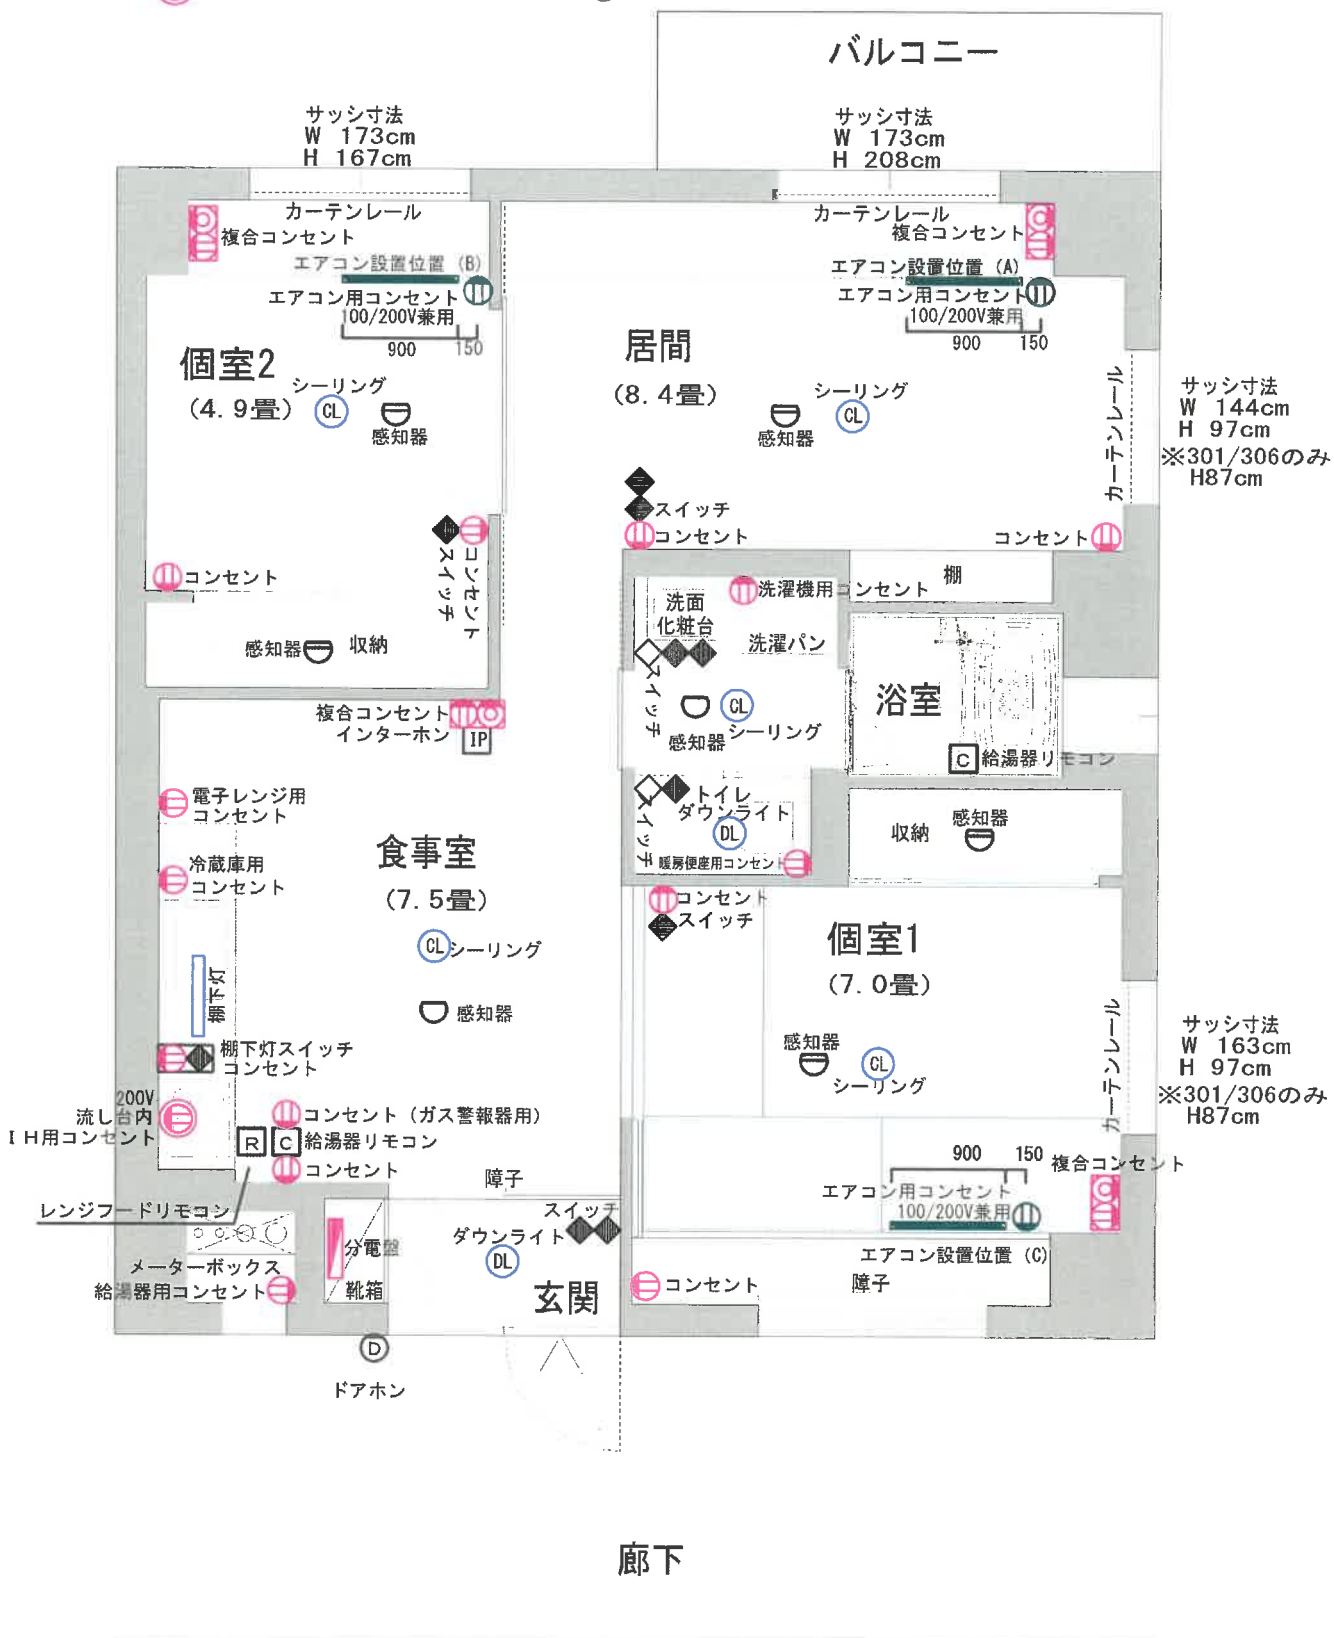 バルコニー
サッシ寸法
W 173cm
H 167cm
サッシ寸法
W 173cm
H 208cm
カーテンレール
複合コンセント
エアコン設置位置 (B)
エアコン用コンセント
100/200V兼用
900
150
個室2
(4.9畳)
シーリング
CL
感知器
カーテンレール
複合コンセント
エアコン設置位置 (A)
エアコン用コンセント
100/200V兼用
900
150
居間
(8.4畳)
シーリング
CL
感知器
カーテンレール
サッシ寸法
W 144cm
H 97cm
※301/306のみ
H87cm
スイッチ
コンセント
コンセント
スイッチ
コンセント
コンセント
感知器
収納
棚
洗面
化粧台
洗濯機用コンセント
洗濯パン
スイッチ
感知器
CL
シーリング
浴室
C
給湯器リモコン
複合コンセント
インターホン
IP
電子レンジ用
コンセント
冷蔵庫用
コンセント
食事室
(7.5畳)
CL
シーリング
感知器
棚下灯
棚下灯スイッチ
コンセント
スイッチ
トイレ
ダウンライト
DL
暖房便座用コンセント
収納
感知器
コンセント
スイッチ
個室1
(7.0畳)
感知器
CL
シーリング
カーテンレール
サッシ寸法
W 163cm
H 97cm
※301/306のみ
H87cm
200V
流し台内
IH用コンセント
コンセント (ガス警報器用)
R
C
給湯器リモコン
コンセント
レンジフードリモコン
障子
スイッチ
ダウンライト
DL
玄関
分電盤
靴箱
メーターボックス
給湯器用コンセント
900
150
複合コンセント
エアコン用コンセント
100/200V兼用
エアコン設置位置 (C)
コンセント
障子
D
ドアホン
廊下